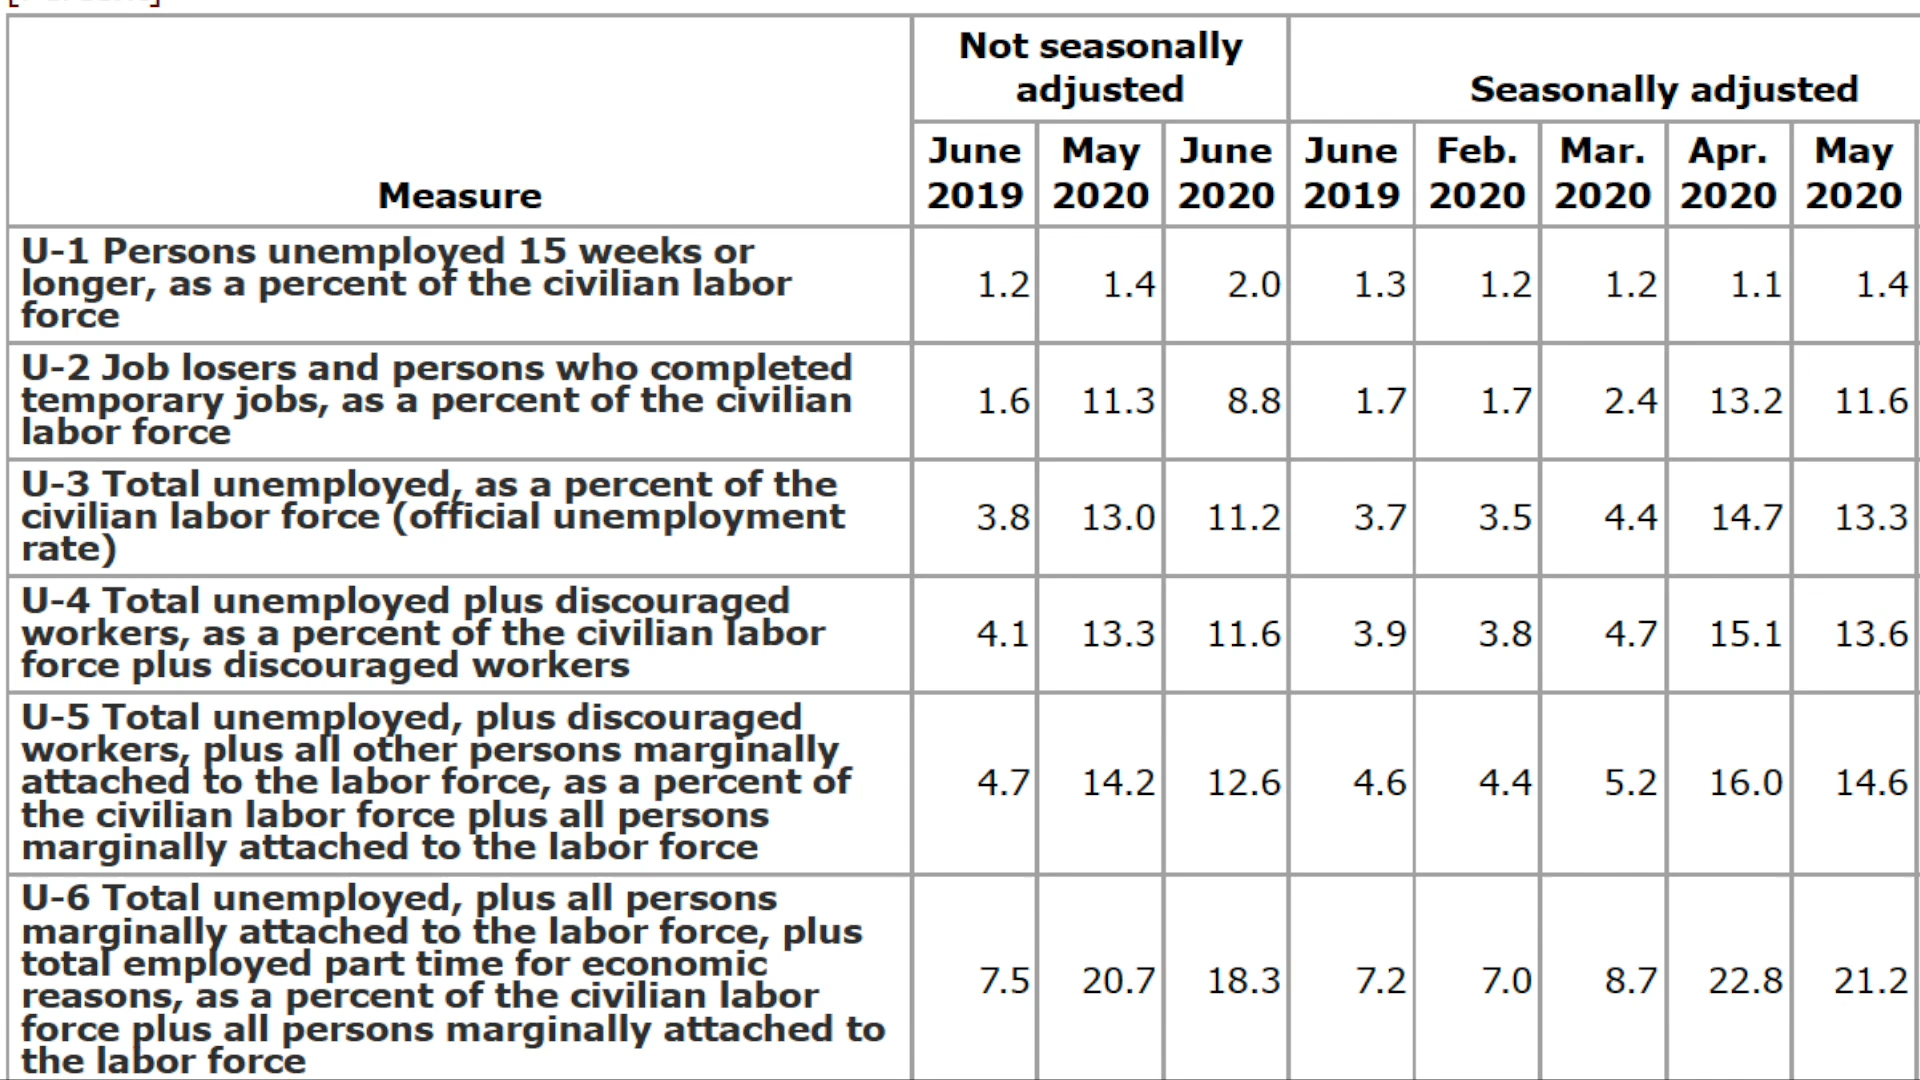 Not seasonally
adjusted
Seasonally adjusted
Measure
June
2019
May
2020
June
2020
June
2019
Feb.
2020
Mar.
2020
Apr.
2020
May
2020
U-1 Persons unemployed 15 weeks or
longer, as a percent of the civilian labor
force
1.2 1.4 2.0 1.3 1.2 1.2 1.1 1.4
U-2 Job losers and persons who completed
temporary jobs, as a percent of the civilian
labor force
1.6 11.3 8.8 1.7 1.7 2.4 13.2 11.6
U-3 Total unemployed, as a percent of the
civilian labor force (official unemployment
rate)
3.8 13.0 11.2 3.7 3.5 4.4 14.7 13.3
U-4 Total unemployed plus discouraged
workers, as a percent of the civilian labor
force plus discouraged workers
4.1 13.3 11.6 3.9 3.8 4.7 15.1 13.6
U-5 Total unemployed, plus discouraged
workers, plus all other persons marginally
attached to the labor force, as a percent of
the civilian labor force plus all persons
marginally attached to the labor force
4.7 14.2 12.6 4.6 4.4 5.2 16.0 14.6
U-6 Total unemployed, plus all persons
marginally attached to the labor force, plus
total employed part time for economic
reasons, as a percent of the civilian labor
force plus all persons marginally attached to
the labor force
7.5 20.7 18.3 7.2 7.0 8.7 22.8 21.2